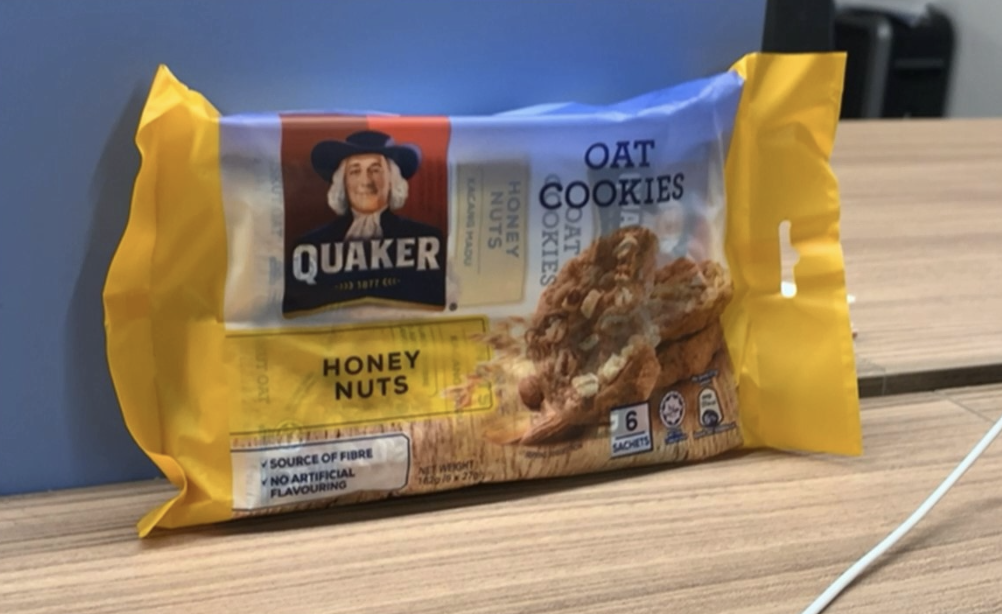 OAT
COOKIES
QUAKER
1877
HONEY
NUTS
KACANG MADU
OAT
COOKIES
HONEY
NUTS
SOURCE OF FIBRE
NO ARTIFICIAL
FLAVOURING
NET WEIGHT
6
SACHETS